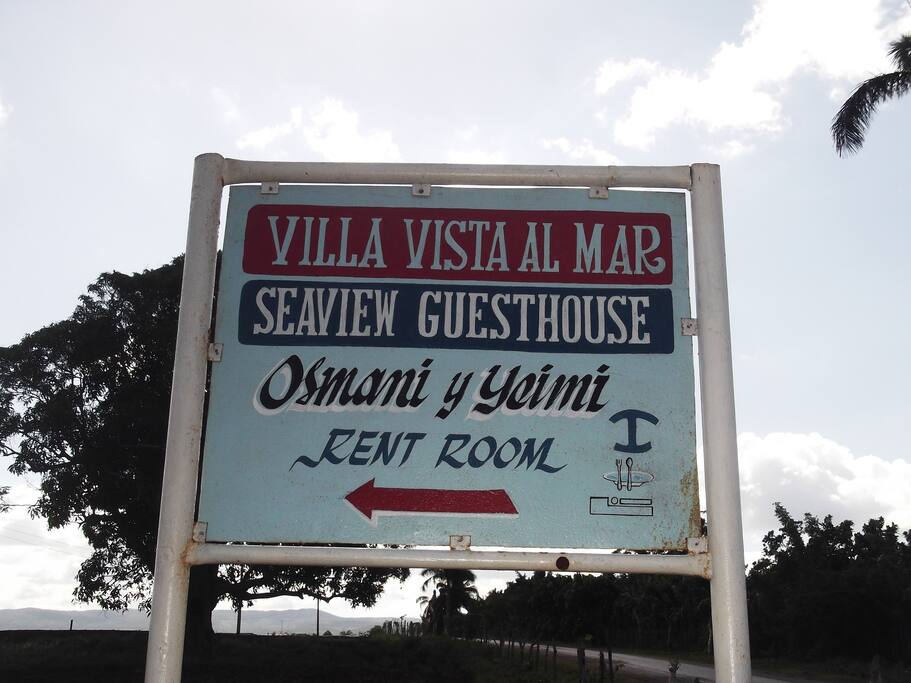 VILLA VISTA AL MAR
SEAVIEW GUESTHOUSE
Osmani y Yeimi
RENT ROOM